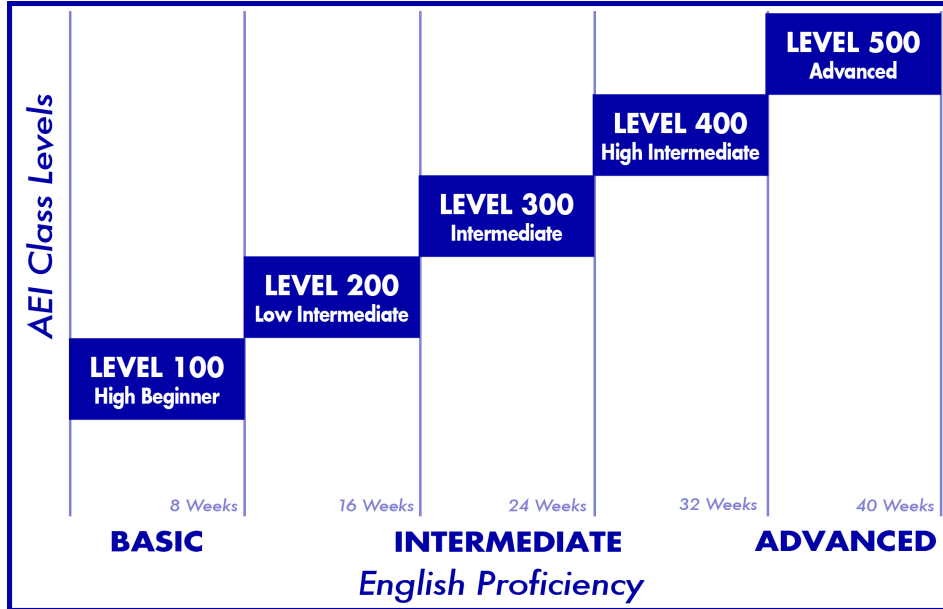 AEI Class Levels
LEVEL 500
Advanced
LEVEL 400
High Intermediate
LEVEL 300
Intermediate
LEVEL 200
Low Intermediate
LEVEL 100
High Beginner
8 Weeks
16 Weeks
24 Weeks
32 Weeks
40 Weeks
BASIC
INTERMEDIATE
ADVANCED
English Proficiency